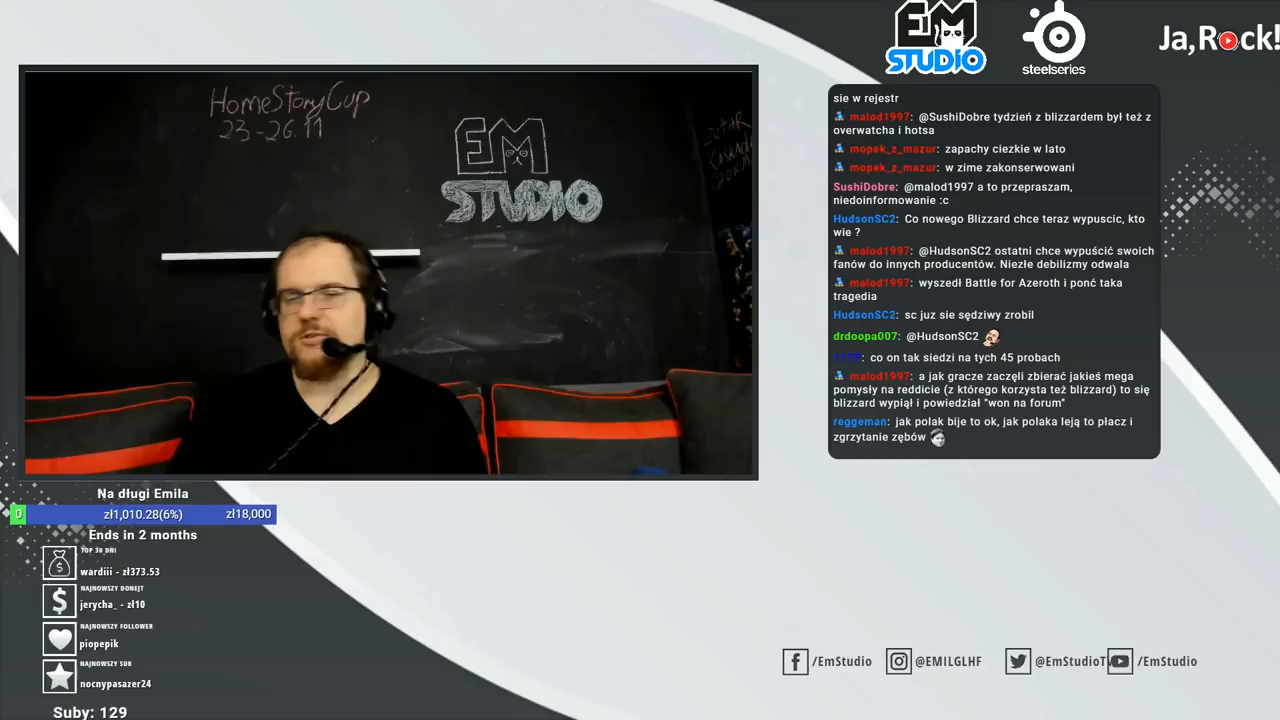 HomeStoryCup
23-26.11
EM
STUDIO
EM
STUDIO
steelseries
Ja,Rock!
sie w rejestr
malod1997: @SushiDobre tydzień z blizzardem był też z
overwatcha i hotsa
mopek_z_mazur: zapachy ciezkie w lato
mopek_z_mazur: w zime zakonserwowani
SushiDobre: @malod1997 a to przepraszam,
niedoinformowanie :c
HudsonSC2: Co nowego Blizzard chce teraz wypuscic, kto
wie ?
malod1997: @HudsonSC2 ostatni chce wypuścić swoich
fanów do innych producentów. Niezłe debilizmy odwala
malod1997: wyszedł Battle for Azeroth i ponć taka
tragedia
HudsonSC2: sc juz sie sędziwy zrobil
drdoopa007: @HudsonSC2
: co on tak siedzi na tych 45 probach
malod1997: a jak gracze zaczęli zbierać jakieś mega
pomysły na reddicie (z którego korzysta też blizzard) to się
blizzard wypiął i powiedział "won na forum"
reggeman: jak polak bije to ok, jak polaka leją to płacz i
zgrzytanie zębów
Na długi Emila
0 zł1,010.28(6%) zł18,000
Ends in 2 months
TOP 30 DNI
wardiii - zł373.53
NAJNOWSZY DONEJT
jerycha_ - zł10
NAJNOWSZY FOLLOWER
piopepik
NAJNOWSZY SUB
nocnypasazer24
Suby: 129
/EmStudio
@EMILGLHF
@EmStudioTV
/EmStudio